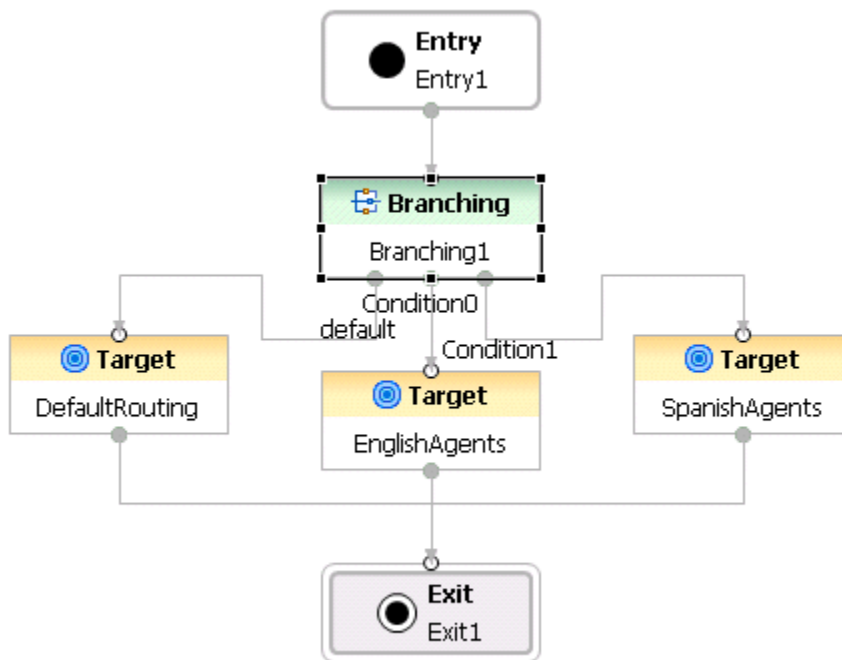 Entry
Entry1
Branching
Branching1
Condition0
default
Condition1
Target
DefaultRouting
Target
EnglishAgents
Target
SpanishAgents
Exit
Exit1